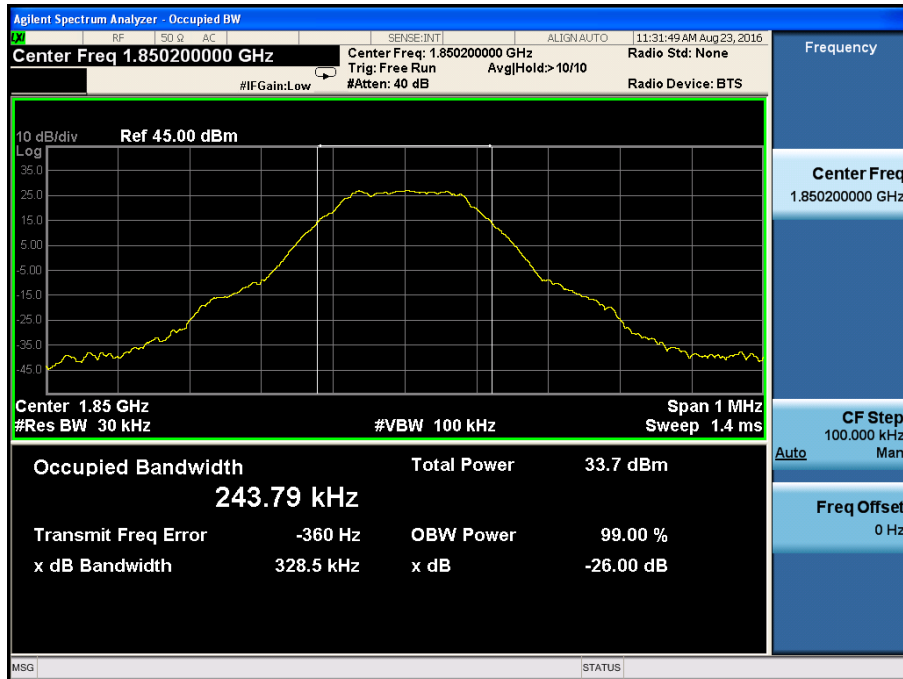 Agilent Spectrum Analyzer - Occupied BW
LXI RF 50 Ω AC SENSE:INT ALIGN AUTO 11:31:49 AM Aug 23, 2016
Center Freq 1.850200000 GHz Center Freq: 1.850200000 GHz Radio Std: None
Trig: Free Run Avg|Hold:> 10/10
#IFGain:Low #Atten: 40 dB Radio Device: BTS
Frequency
10 dB/div Ref 45.00 dBm
Log
35.0
25.0
15.0
5.00
-5.00
-15.0
-25.0
-35.0
-45.0
Center 1.85 GHz Span 1 MHz
#Res BW 30 kHz #VBW 100 kHz Sweep 1.4 ms
Center Freq
1.850200000 GHz
CF Step
100.000 kHz
Auto Man
Freq Offset
0 Hz
Occupied Bandwidth Total Power 33.7 dBm
243.79 kHz
Transmit Freq Error -360 Hz OBW Power 99.00 %
x dB Bandwidth 328.5 kHz x dB -26.00 dB
MSG STATUS